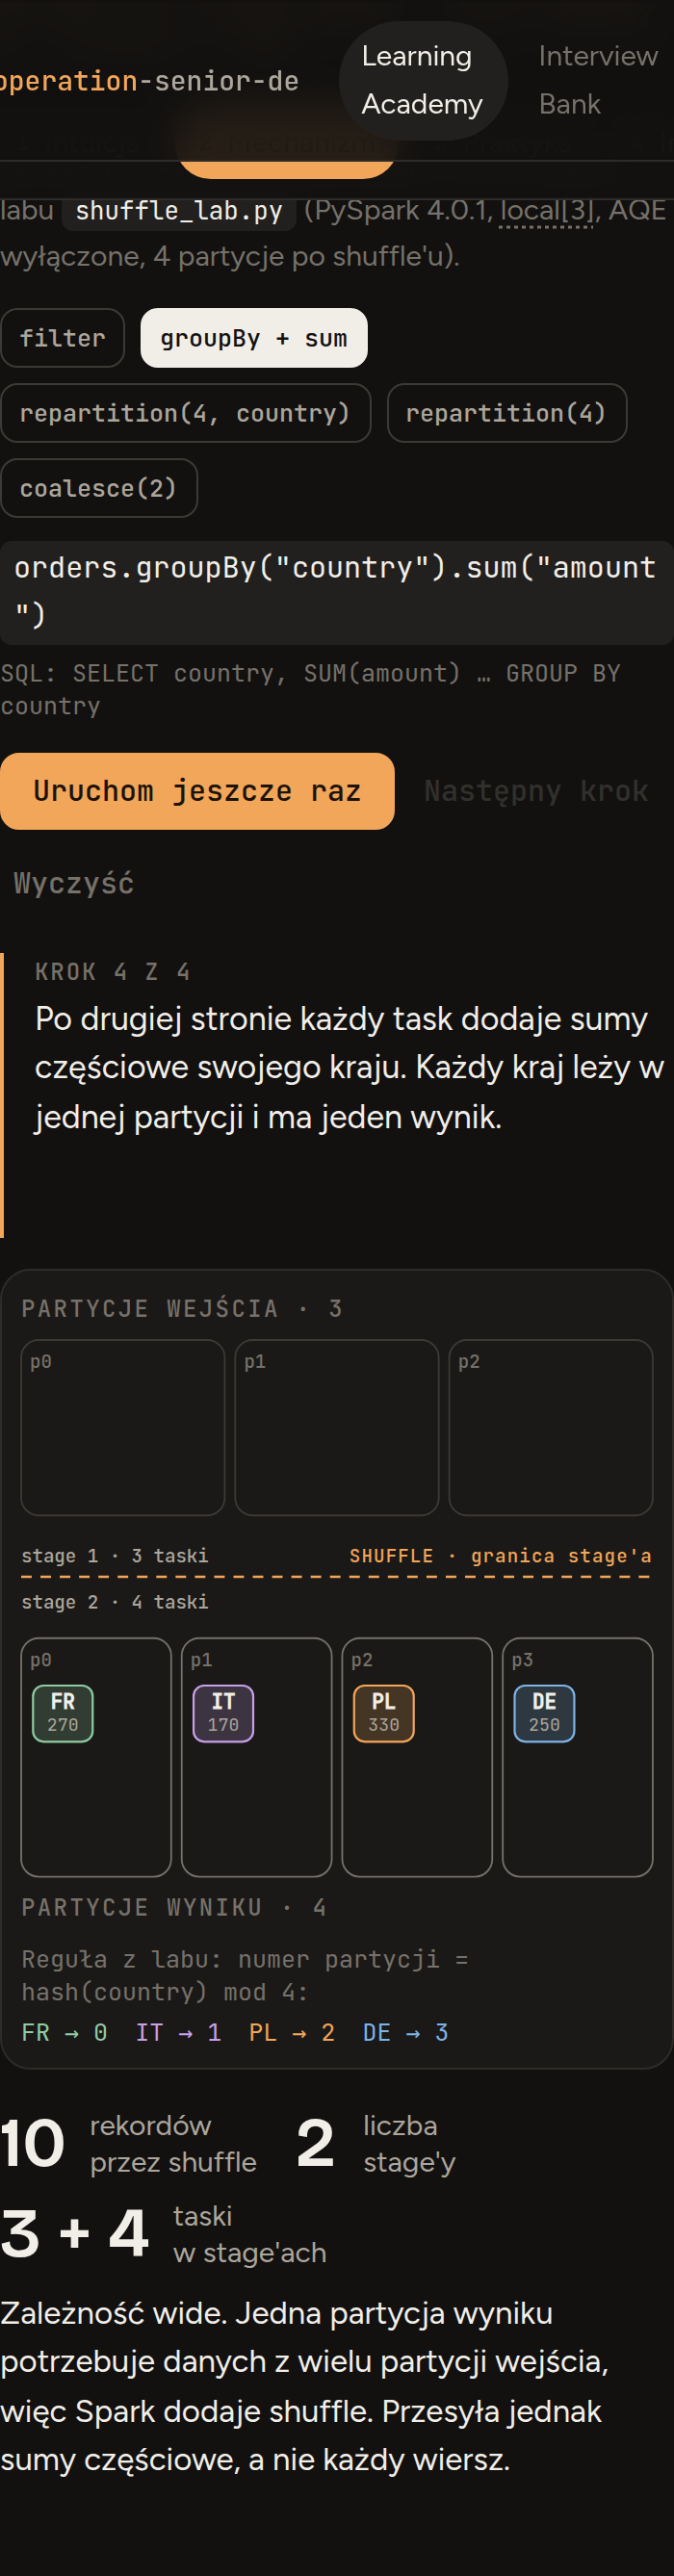 operation-senior-de
Learning
Academy
Interview
Bank
labu shuffle_lab.py (PySpark 4.0.1, local[3], AQE
wyłączone, 4 partycje po shuffle'u).
filter
groupBy + sum
repartition(4, country)
repartition(4)
coalesce(2)
orders.groupBy("country").sum("amount
")
SQL: SELECT country, SUM(amount) … GROUP BY
country
Uruchom jeszcze raz
Następny krok
Wyczyść
KROK 4 Z 4
Po drugiej stronie każdy task dodaje sumy
częściowe swojego kraju. Każdy kraj leży w
jednej partycji i ma jeden wynik.
PARTYCJE WEJŚCIA · 3
p0
p1
p2
stage 1 · 3 taski
SHUFFLE · granica stage'a
stage 2 · 4 taski
p0
p1
p2
p3
FR
270
IT
170
PL
330
DE
250
PARTYCJE WYNIKU · 4
Reguła z labu: numer partycji =
hash(country) mod 4:
FR → 0 IT → 1 PL → 2 DE → 3
10 rekordów
przez shuffle
2 liczba
stage'y
3 + 4 taski
w stage'ach
Zależność wide. Jedna partycja wyniku
potrzebuje danych z wielu partycji wejścia,
więc Spark dodaje shuffle. Przesyła jednak
sumy częściowe, a nie każdy wiersz.